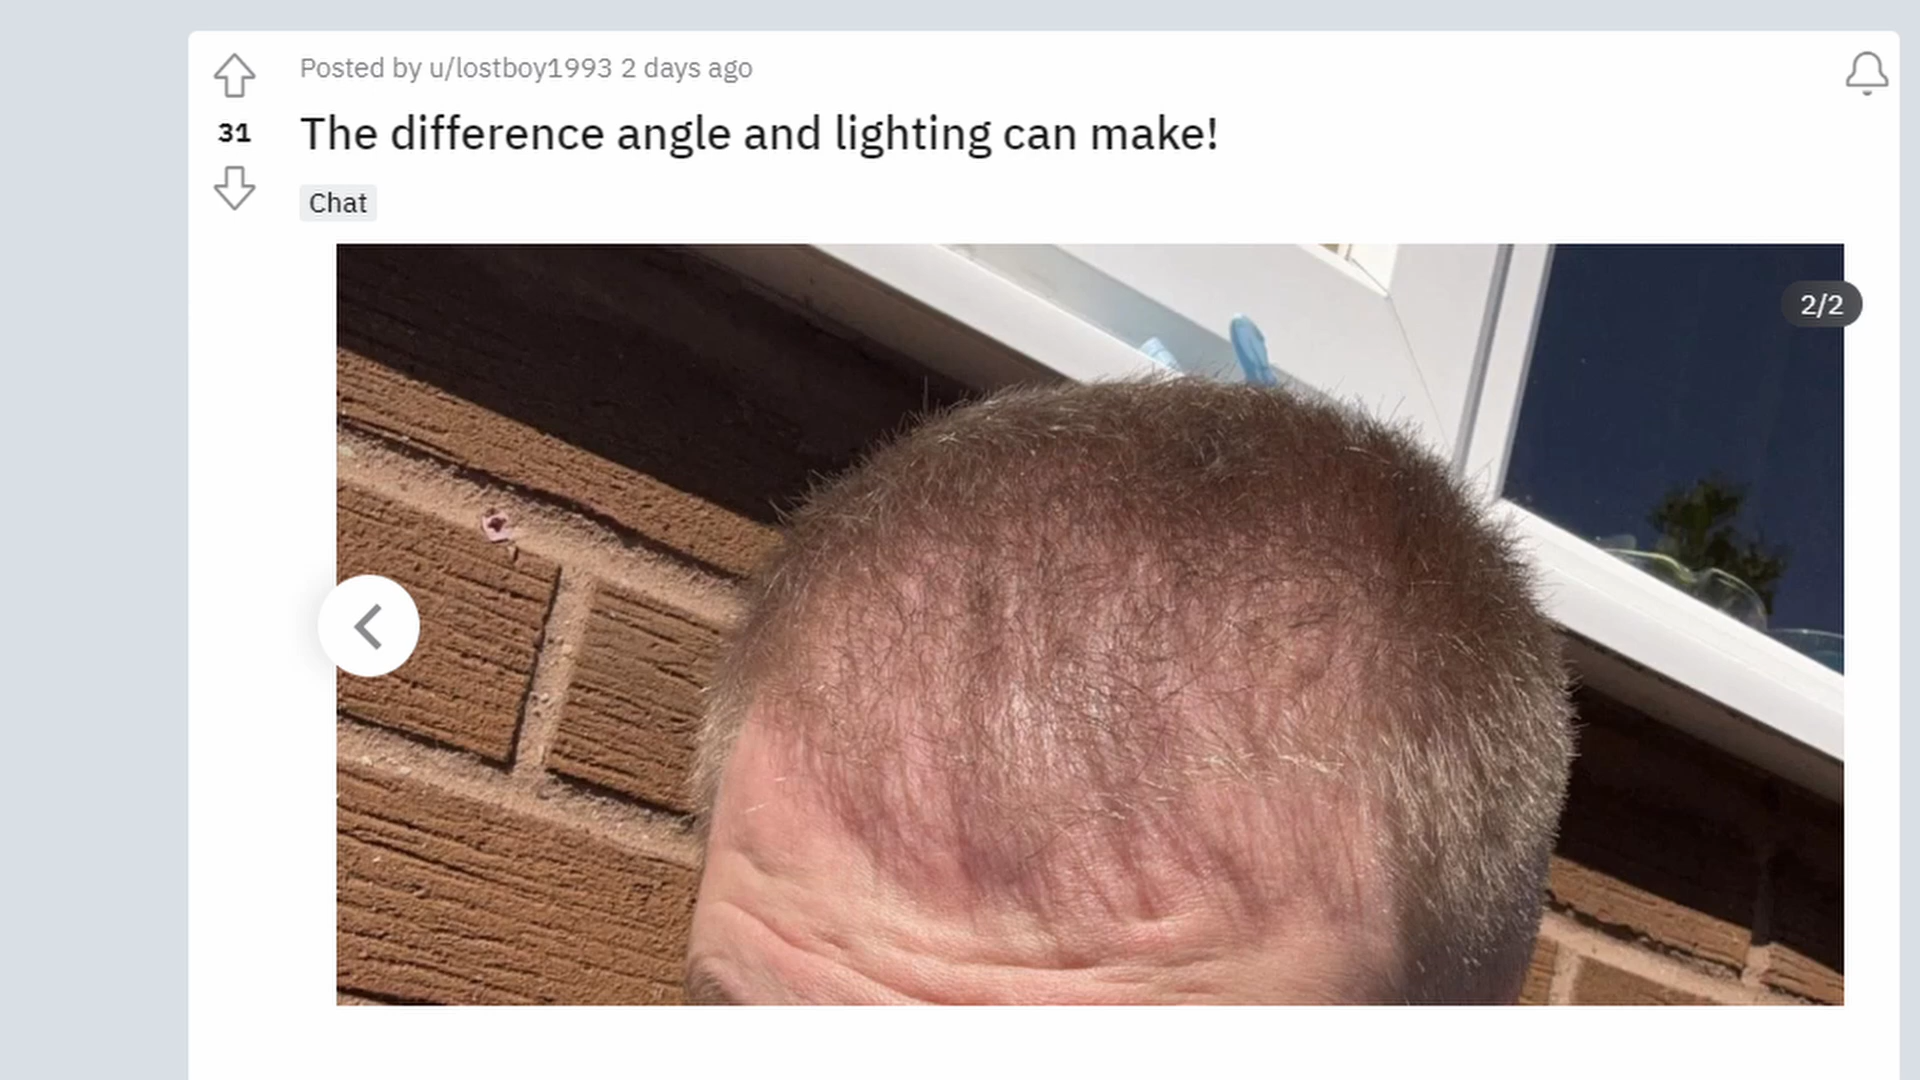 Posted by u/lostboy1993 2 days ago
31
The difference angle and lighting can make!
Chat
2/2